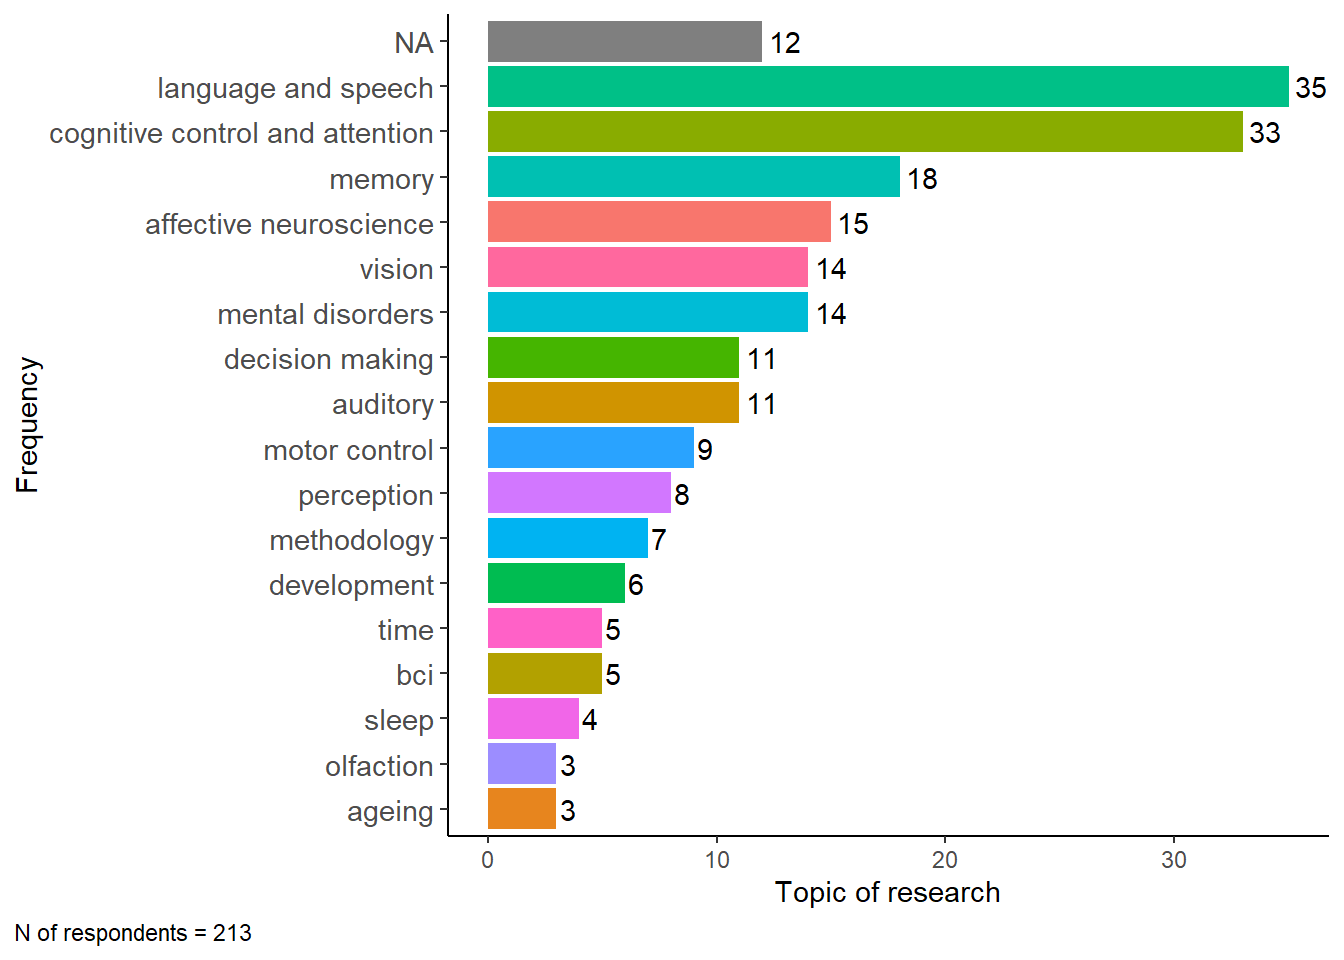 NA 12
language and speech 35
cognitive control and attention 33
memory 18
affective neuroscience 15
vision 14
mental disorders 14
decision making 11
auditory 11
motor control 9
perception 8
methodology 7
development 6
time 5
bci 5
sleep 4
olfaction 3
ageing 3
Frequency
0 10 20 30
Topic of research
N of respondents = 213